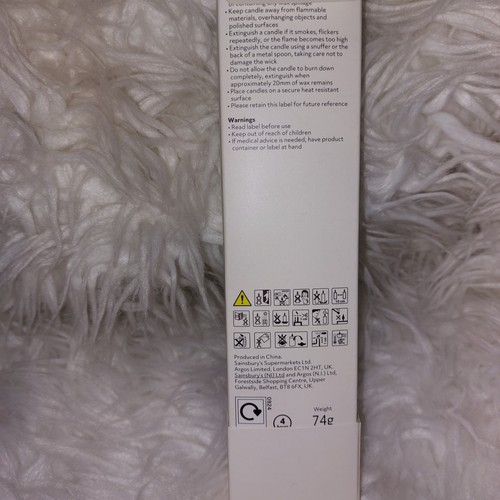 • Keep candle away from flammable
materials, overhanging objects and
polished surfaces
• Extinguish a candle if it smokes, flickers
repeatedly, or the flame becomes too high
• Extinguish the candle using a snuffer or the
back of a metal spoon, taking care not to
damage the wick
• Do not allow the candle to burn down
completely, extinguish when
approximately 20mm of wax remains
• Place candles on a secure heat resistant
surface
• Please retain this label for future reference
Warnings
• Read label before use
• Keep out of reach of children
• If medical advice is needed, have product
container or label at hand
Produced in China.
Sainsbury's Supermarkets Ltd.
Argos Limited, London EC1N 2HT, UK.
Sainsbury's (NI) Ltd and Argos (N.I.) Ltd,
Forestside Shopping Centre, Upper
Galwally, Belfast, BT8 6FX, UK.
0924
4
Weight
74g